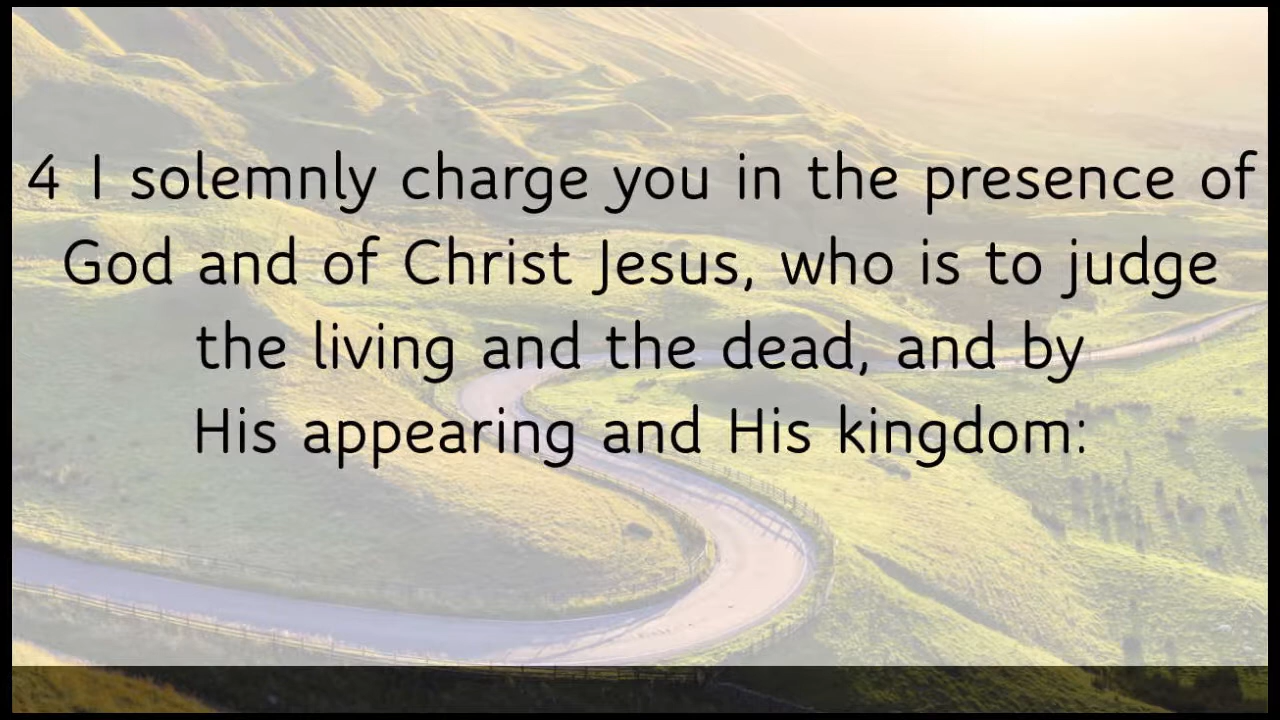 4 I solemnly charge you in the presence of
God and of Christ Jesus, who is to judge
the living and the dead, and by
His appearing and His kingdom: